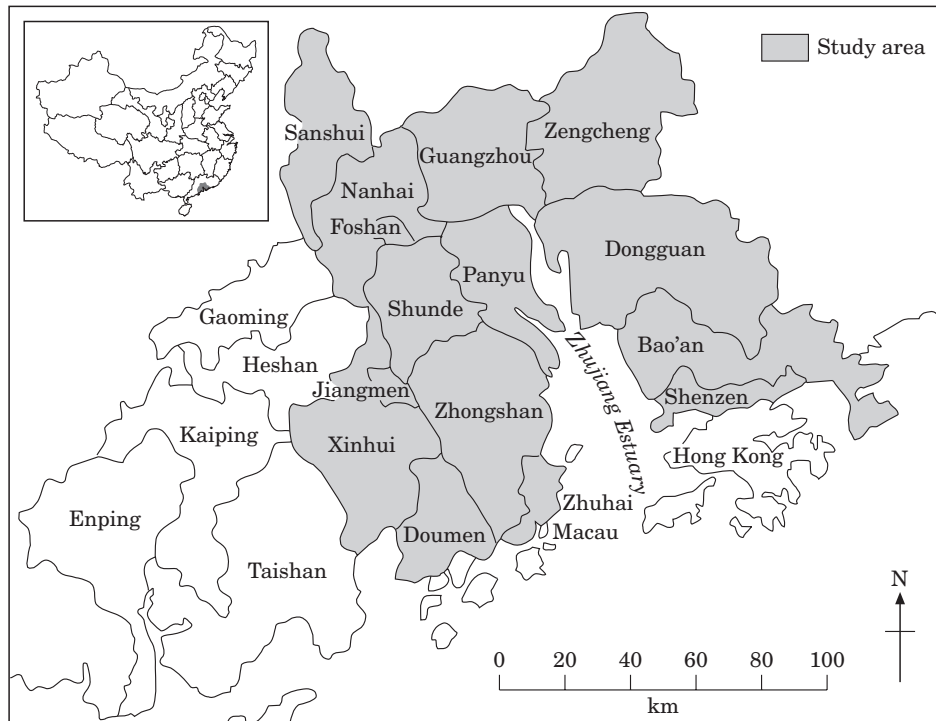 Study area
Sanshui
Zengcheng
Guangzhou
Nanhai
Foshan
Dongguan
Panyu
Shunde
Gaoming
Bao'an
Heshan
Zhujiang Estuary
Jiangmen
Shenzen
Zhongshan
Kaiping
Xinhui
Hong Kong
Zhuhai
Enping
Doumen
Macau
Taishan
N
0 20 40 60 80 100
km